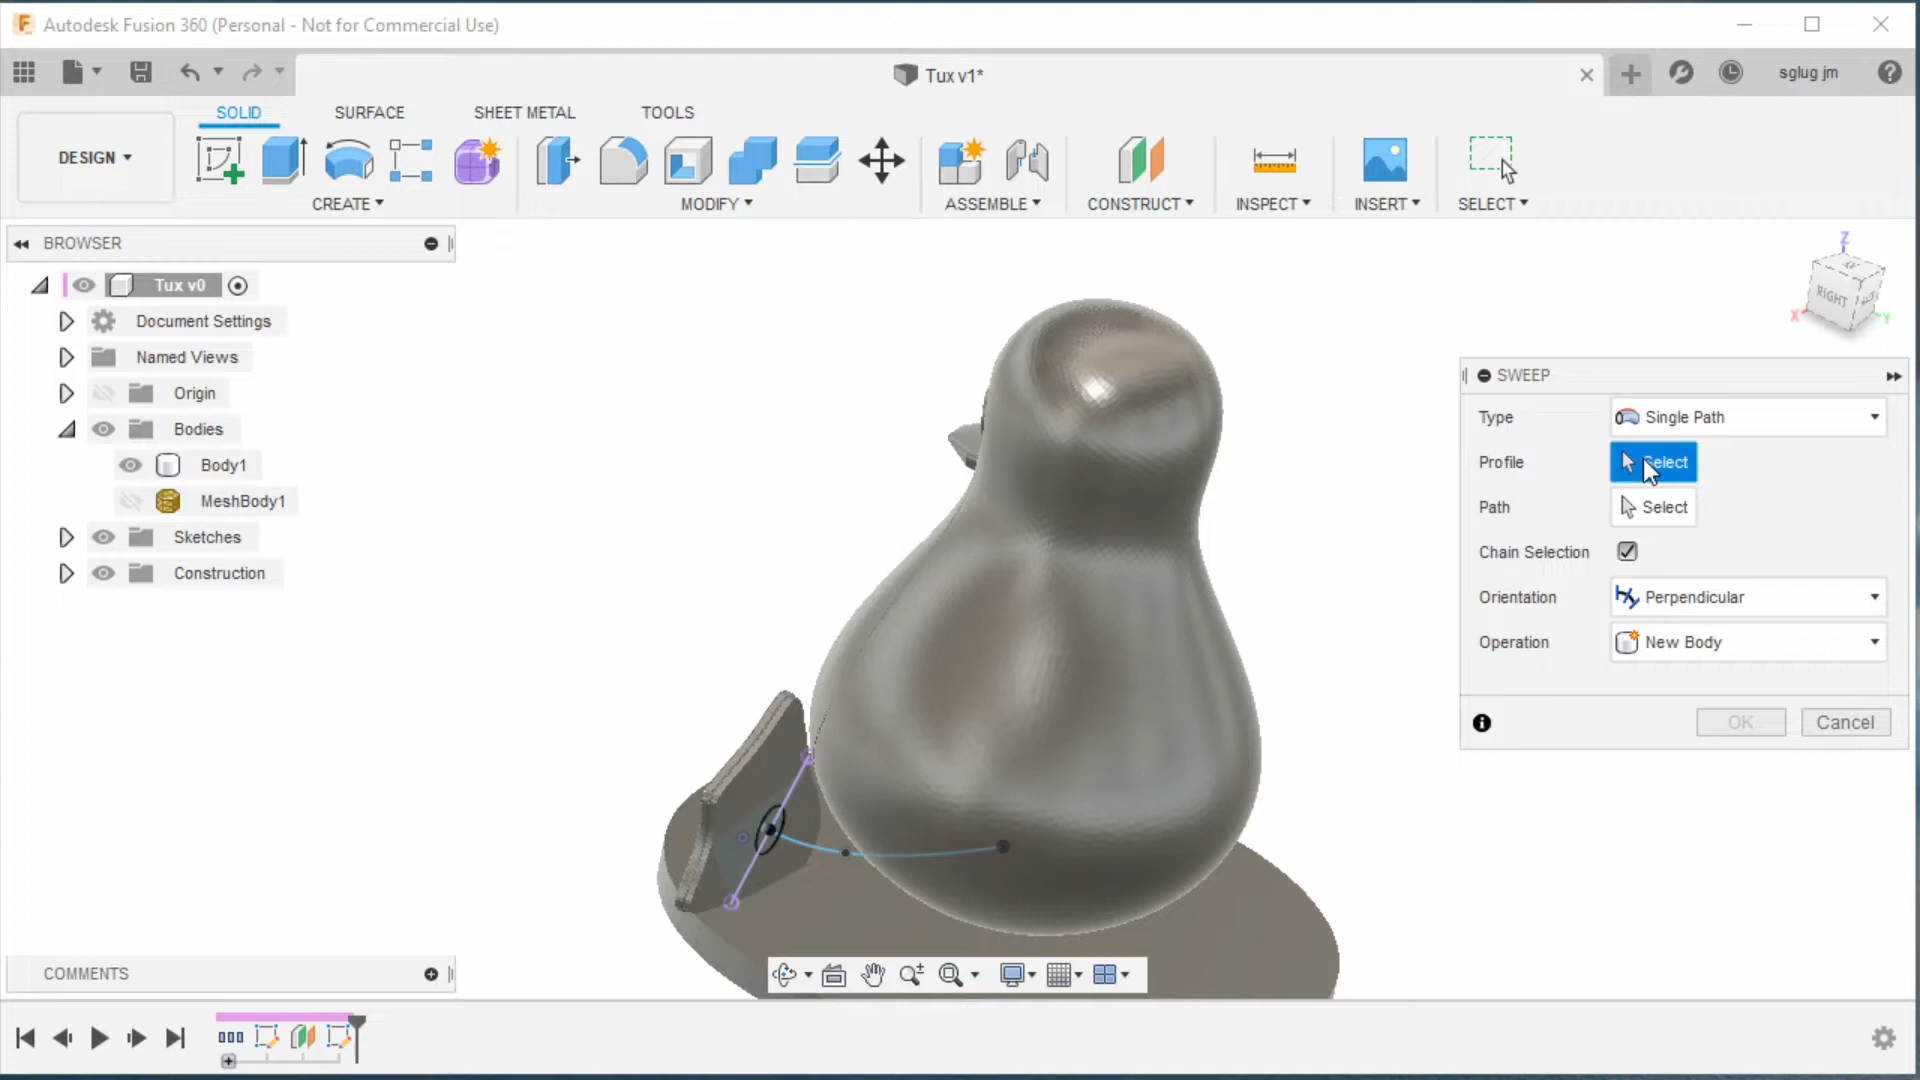 Autodesk Fusion 360 (Personal - Not for Commercial Use)
Tux v1*
sglug jm
SOLID
SURFACE
SHEET METAL
TOOLS
DESIGN
CREATE
MODIFY
ASSEMBLE
CONSTRUCT
INSPECT
INSERT
SELECT
BROWSER
Tux v0
Document Settings
Named Views
Origin
Bodies
Body1
MeshBody1
Sketches
Construction
Z
RIGHT
X
Y
SWEEP
Type
Single Path
Profile
Select
Path
Select
Chain Selection
Orientation
Perpendicular
Operation
New Body
OK
Cancel
COMMENTS